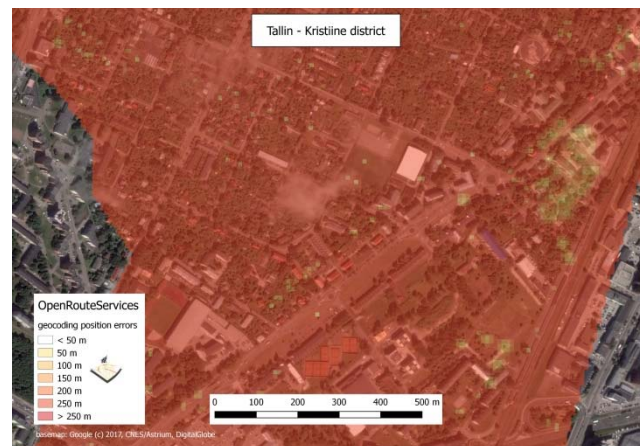 Tallin - Kristiine district
OpenRouteServices
geocoding position errors
< 50 m
50 m
100 m
150 m
200 m
250 m
> 250 m
0 100 200 300 400 500 m
basemap: Google (c) 2017, CNES/Astrium, DigitalGlobe